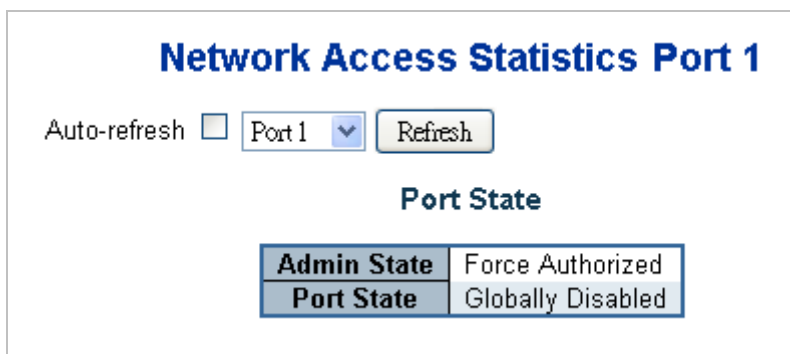 Network Access Statistics Port 1
Auto-refresh Port 1 Refresh
Port State
Admin State Force Authorized
Port State Globally Disabled